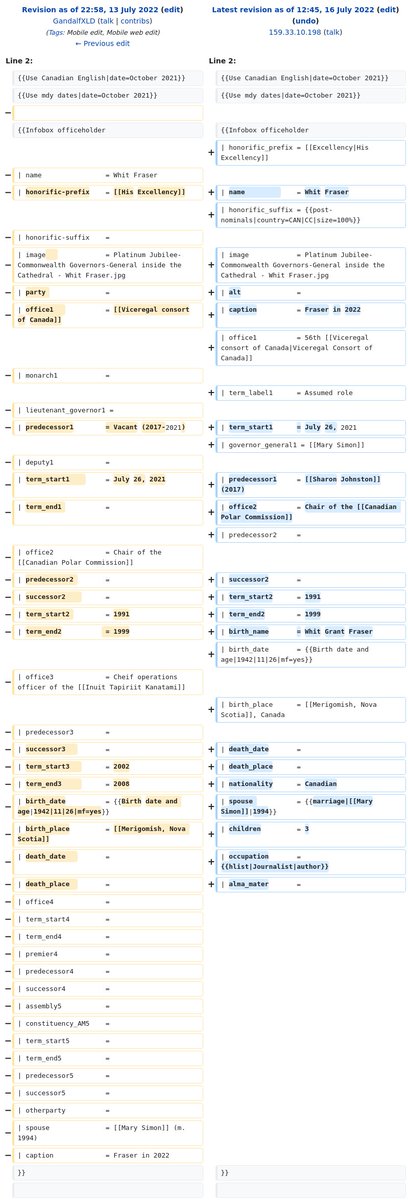 Revision as of 22:58, 13 July 2022 (edit)
GandalfXLD (talk | contribs)
(Tags: Mobile edit, Mobile web edit)
← Previous edit
Latest revision as of 12:45, 16 July 2022 (edit)
(undo)
159.33.10.198 (talk)
Line 2:
Line 2:
{{Use Canadian English|date=October 2021}}
{{Use Canadian English|date=October 2021}}
{{Use mdy dates|date=October 2021}}
{{Use mdy dates|date=October 2021}}
−
{{Infobox officeholder
{{Infobox officeholder
+ | honorific_prefix = [[Excellency|His
Excellency]]
− | name = Whit Fraser
− | honorific-prefix = [[His Excellency]]
+ | name = Whit Fraser
+ | honorific_suffix = {{post-
nominals|country=CAN|CC|size=100%}}
− | honorific-suffix =
− | image = Platinum Jubilee-
Commonwealth Governors-General inside the
Cathedral - Whit Fraser.jpg
+ | image = Platinum Jubilee-
Commonwealth Governors-General inside the
Cathedral - Whit Fraser.jpg
− | party =
+ | alt =
− | office1 = [[Viceregal consort
of Canada]]
+ | caption = Fraser in 2022
+ | office1 = 56th [[Viceregal
consort of Canada|Viceregal Consort of
Canada]]
− | monarch1 =
+ | term_label1 = Assumed role
− | lieutenant_governor1 =
− | predecessor1 = Vacant (2017-2021)
+ | term_start1 = July 26, 2021
+ | governor_general1 = [[Mary Simon]]
− | deputy1 =
− | term_start1 = July 26, 2021
+ | predecessor1 = [[Sharon Johnston]]
(2017)
− | term_end1 =
+ | office2 = Chair of the [[Canadian
Polar Commission]]
+ | predecessor2 =
− | office2 = Chair of the
[[Canadian Polar Commission]]
− | predecessor2 =
+ | successor2 =
− | successor2 =
+ | term_start2 = 1991
− | term_start2 = 1991
+ | term_end2 = 1999
− | term_end2 = 1999
+ | birth_name = Whit Grant Fraser
+ | birth_date = {{Birth date and
age|1942|11|26|mf=yes}}
− | office3 = Cheif operations
officer of the [[Inuit Tapiriit Kanatami]]
+ | birth_place = [[Merigomish, Nova
Scotia]], Canada
− | predecessor3 =
− | successor3 =
+ | death_date =
− | term_start3 = 2002
+ | death_place =
− | term_end3 = 2008
+ | nationality = Canadian
− | birth_date = {{Birth date and
age|1942|11|26|mf=yes}}
+ | spouse = {{marriage|[[Mary
Simon]]|1994}}
− | birth_place = [[Merigomish, Nova
Scotia]]
+ | children = 3
− | death_date =
+ | occupation =
{{hlist|Journalist|author}}
− | death_place =
+ | alma_mater =
− | office4 =
− | term_start4 =
− | term_end4 =
− | premier4 =
− | predecessor4 =
− | successor4 =
− | assembly5 =
− | constituency_AM5 =
− | term_start5 =
− | term_end5 =
− | predecessor5 =
− | successor5 =
− | otherparty =
− | spouse = [[Mary Simon]] (m.
1994)
− | caption = Fraser in 2022
}}
}}